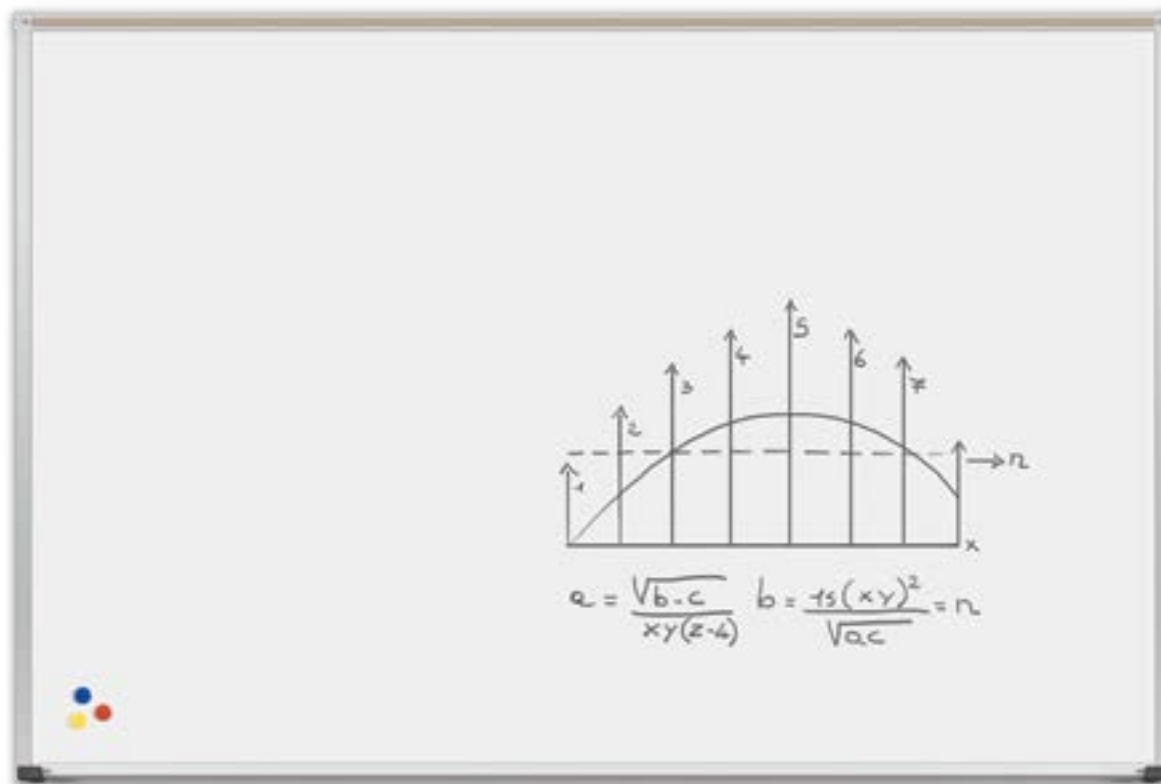 5
4
6
3
7
2
1
n
x
a = √b-c / xy(z-4) b = 15(xy)² / √ac = n